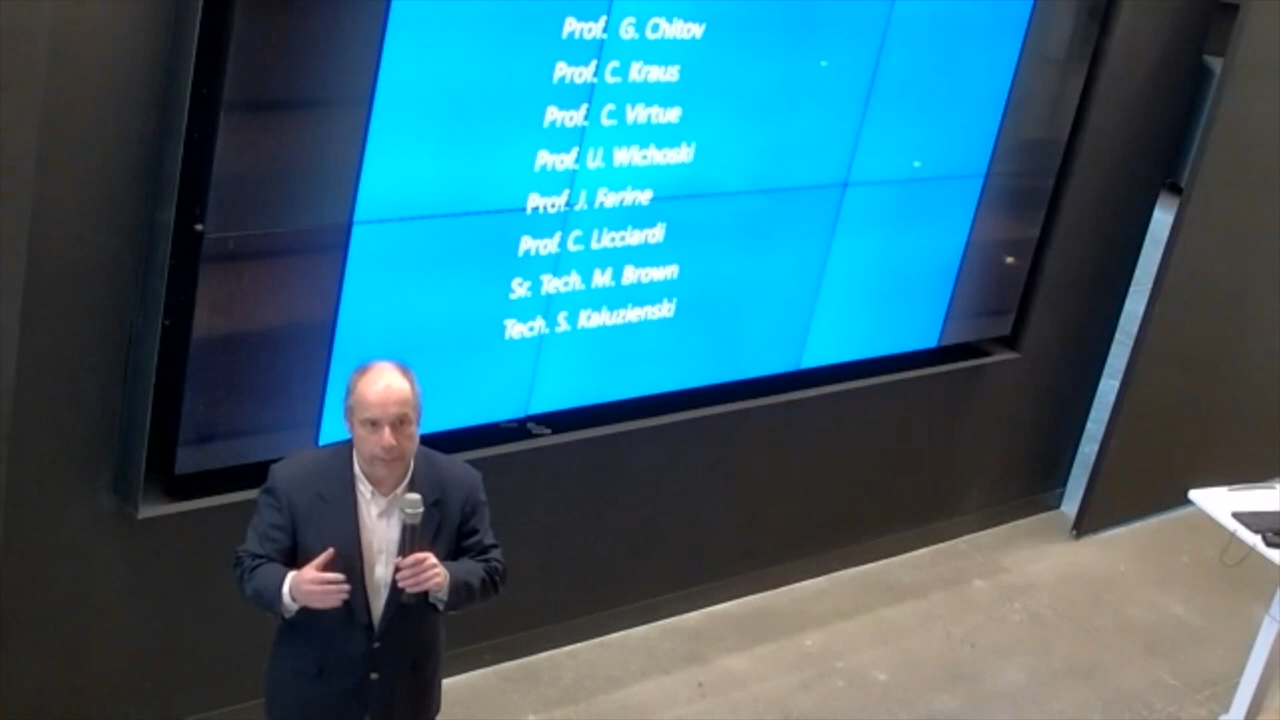 Prof. G. Chitov
Prof. C. Kraus
Prof. C. Virtue
Prof. U. Wichoski
Prof. J. Farine
Prof. C. Licciardi
Sr. Tech. M. Brown
Tech. S. Kaluzienski